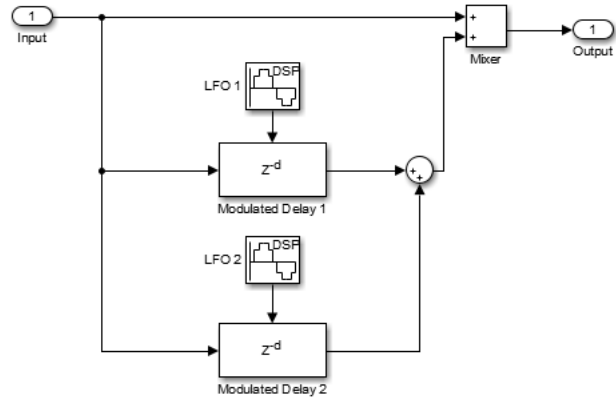 1
Input
+
+
Mixer
1
Output
LFO 1
DSP
Z-d
Modulated Delay 1
+
+
LFO 2
DSP
Z-d
Modulated Delay 2